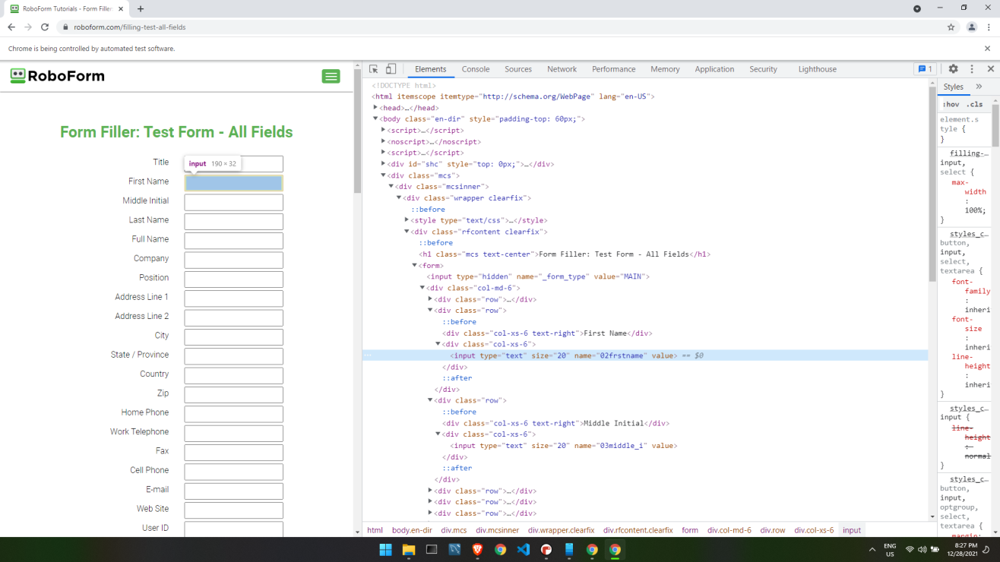 RoboForm Tutorials - Form Filler:
roboform.com/filling-test-all-fields
Chrome is being controlled by automated test software.
RoboForm
Form Filler: Test Form - All Fields
Title
input 190 × 32
First Name
Middle Initial
Last Name
Full Name
Company
Position
Address Line 1
Address Line 2
City
State / Province
Country
Zip
Home Phone
Work Telephone
Fax
Cell Phone
E-mail
Web Site
User ID
Elements Console Sources Network Performance Memory Application Security Lighthouse 1
<!DOCTYPE html>
<html itemscope itemtype="http://schema.org/WebPage" lang="en-US">
<head>…</head>
<body class="en-dir" style="padding-top: 60px;">
<script>…</script>
<noscript>…</noscript>
<script>…</script>
<div id="shc" style="top: 0px;">…</div>
<div class="mcs">
<div class="mcsinner">
<div class="wrapper clearfix">
::before
<style type="text/css">…</style>
<div class="rfcontent clearfix">
::before
<h1 class="mcs text-center">Form Filler: Test Form - All Fields</h1>
<form>
<input type="hidden" name="_form_type" value="MAIN">
<div class="col-md-6">
<div class="row">…</div>
<div class="row">
::before
<div class="col-xs-6 text-right">First Name</div>
<div class="col-xs-6">
… <input type="text" size="20" name="02frstname" value> == $0
</div>
::after
</div>
<div class="row">
::before
<div class="col-xs-6 text-right">Middle Initial</div>
<div class="col-xs-6">
<input type="text" size="20" name="03middle_i" value>
</div>
::after
</div>
<div class="row">…</div>
<div class="row">…</div>
<div class="row">…</div>
html body.en-dir div.mcs div.mcsinner div.wrapper.clearfix div.rfcontent.clearfix form div.col-md-6 div.row div.col-xs-6 input
Styles »
:hov .cls
element.s
tyle {
}
filling-…
input,
select {
max-
width
:
100%;
}
styles_c…
button,
input,
select,
textarea {
font-
family
:
inheri
font-
size
:
inheri
line-
height
:
inheri
}
styles_c…
input {
line-
height
:
normal
}
styles_c…
button,
input,
optgroup,
select,
textarea {
margin:
ENG
US
8:27 PM
12/28/2021